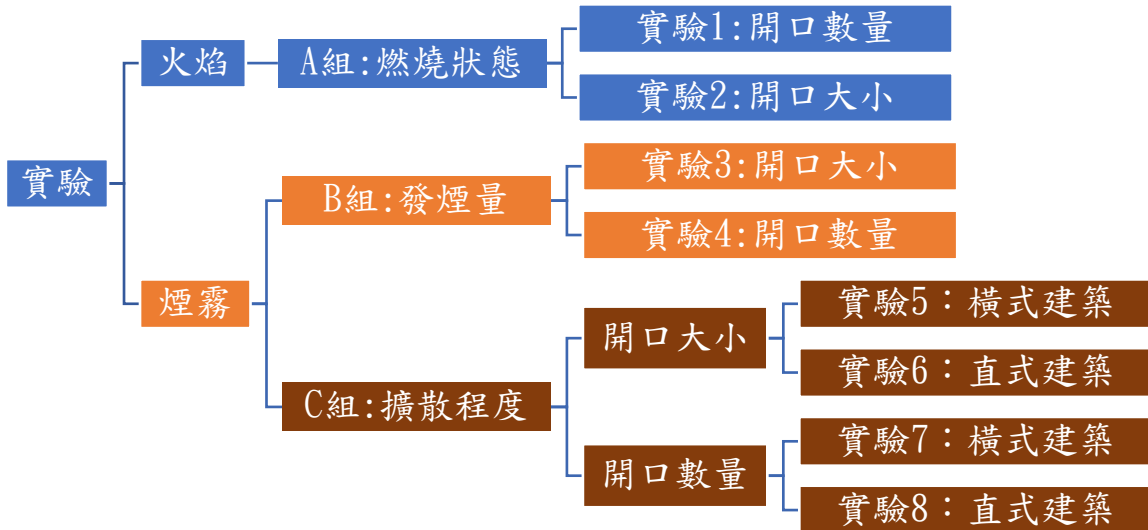 實驗
火焰
A組:燃燒狀態
實驗1:開口數量
實驗2:開口大小
煙霧
B組:發煙量
實驗3:開口大小
實驗4:開口數量
C組:擴散程度
開口大小
實驗5：橫式建築
實驗6：直式建築
開口數量
實驗7：橫式建築
實驗8：直式建築